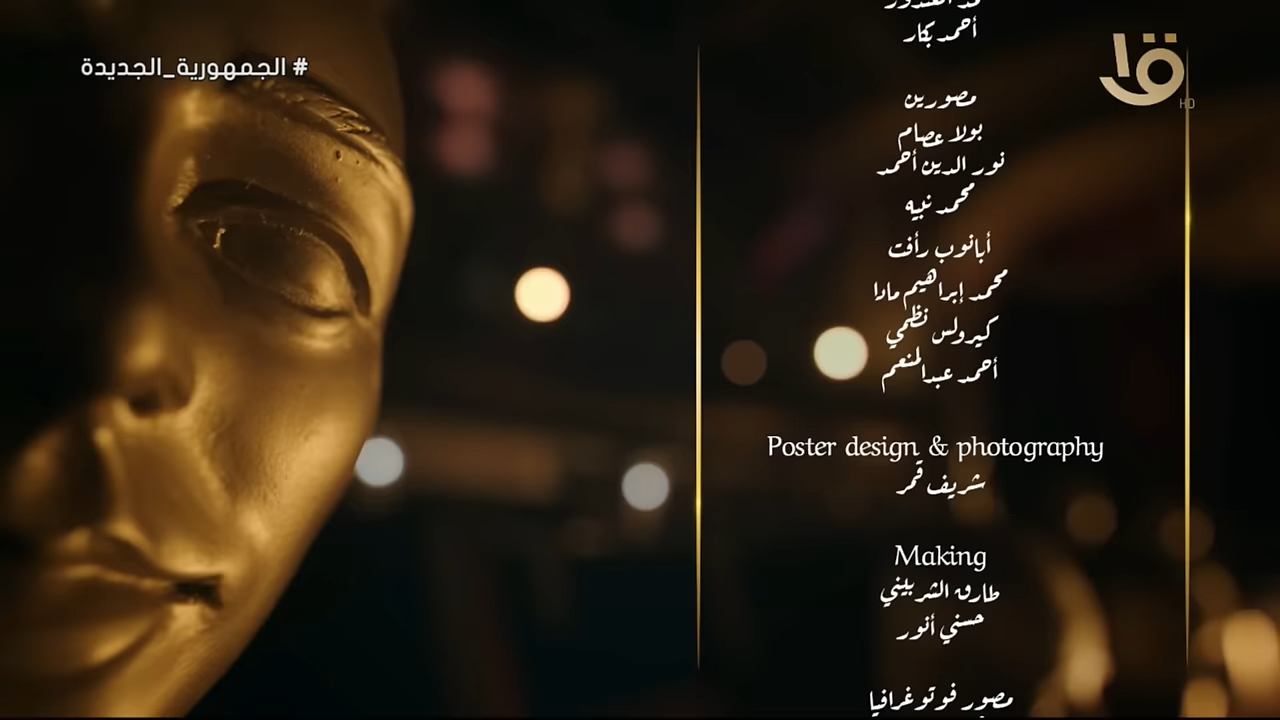 # الجمهورية_الجديدة
HD
أحمد بكار
مصورين
بولا عصام
نور الدين أحمد
محمد نبيه
أبانوب رأفت
محمد إبراهيم مادا
كيرولس نظمي
أحمد عبدالمنعم
Poster design & photography
شريف قمر
Making
طارق الشربيني
حسني أنور
مصور فوتوغرافيا